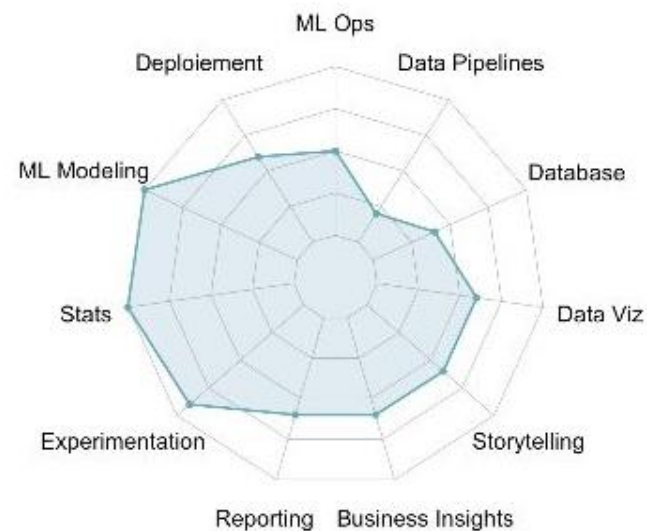 ML Ops
Deploiement
Data Pipelines
ML Modeling
Database
Stats
Data Viz
Experimentation
Storytelling
Reporting
Business Insights